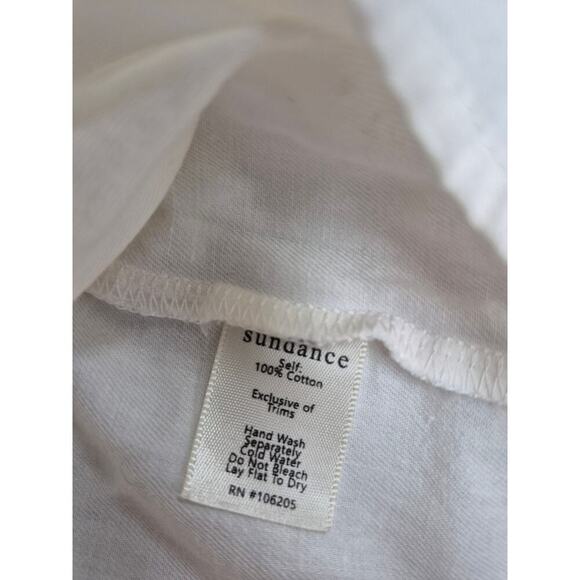 sundance
Self:
100% Cotton
Exclusive of
Trims
Hand Wash
Separately
Cold Water
Do Not Bleach
Lay Flat To Dry
RN #106205